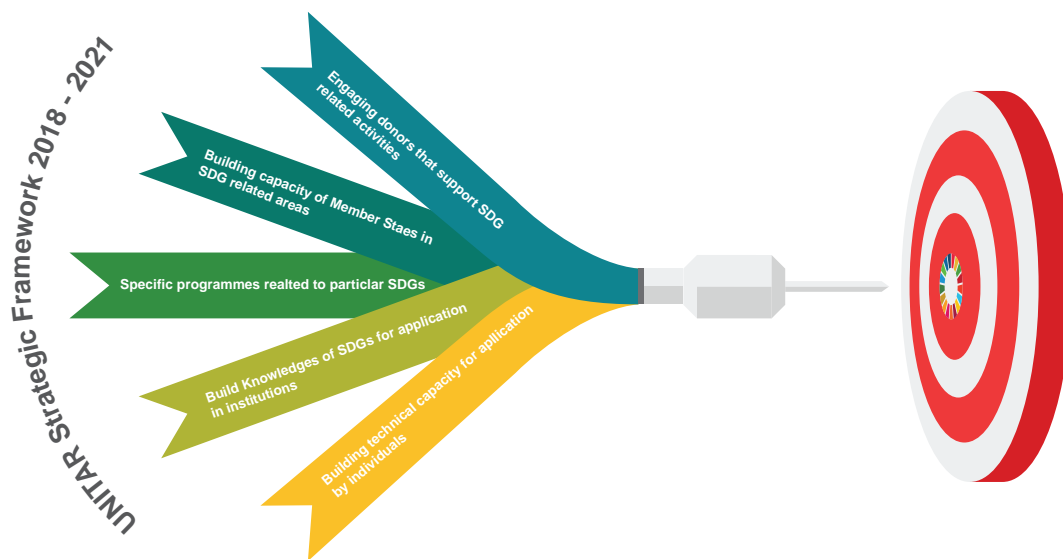 UNITAR Strategic Framework 2018 - 2021
Engaging donors that support SDG
related activities
Building capacity of Member Staes in
SDG related areas
Specific programmes realted to particlar SDGs
Build Knowledges of SDGs for application
in institutions
Building technical capacity for apllication
by individuals